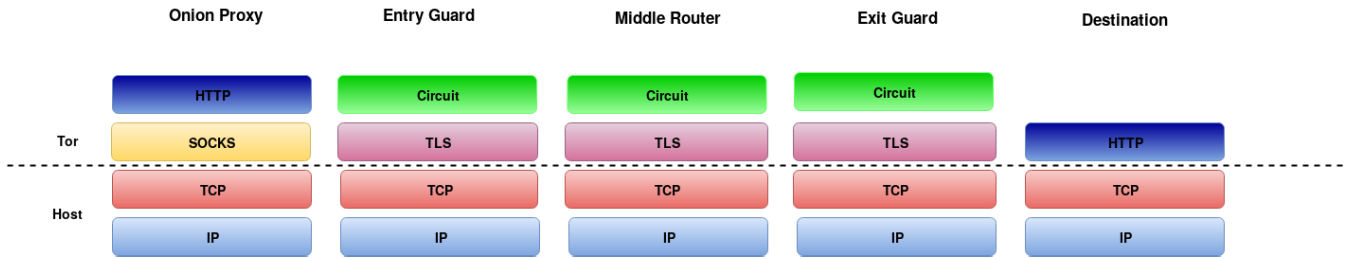 Onion Proxy Entry Guard Middle Router Exit Guard Destination
HTTP Circuit Circuit Circuit
Tor SOCKS TLS TLS TLS HTTP
TCP TCP TCP TCP TCP
Host
IP IP IP IP IP